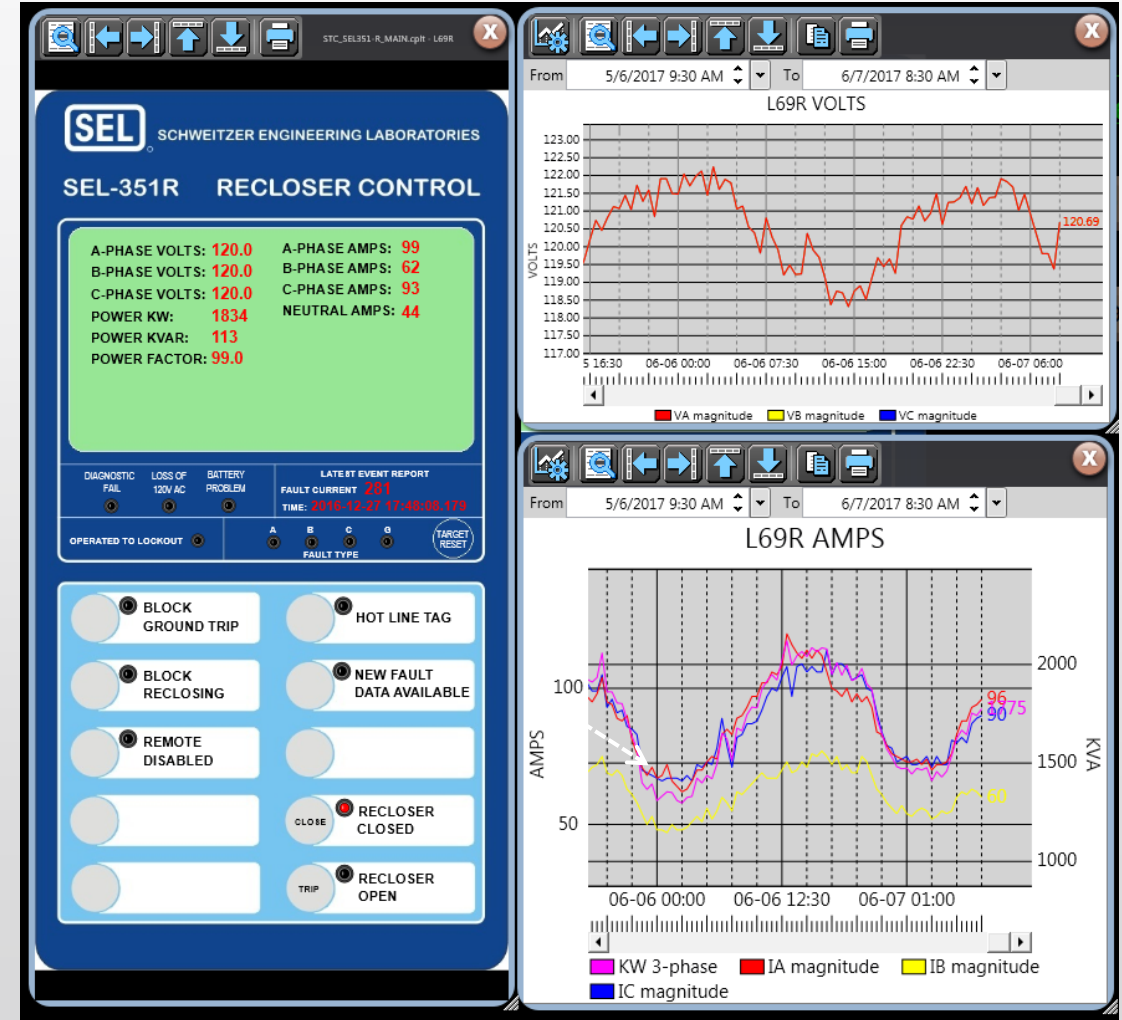 STC_SEL351-R_MAIN.cplt - L69R
X
SEL SCHWEITZER ENGINEERING LABORATORIES
SEL-351R RECLOSER CONTROL
A-PHASE VOLTS: 120.0 A-PHASE AMPS: 99
B-PHASE VOLTS: 120.0 B-PHASE AMPS: 62
C-PHASE VOLTS: 120.0 C-PHASE AMPS: 93
POWER KW: 1834 NEUTRAL AMPS: 44
POWER KVAR: 113
POWER FACTOR: 99.0
DIAGNOSTIC FAIL
LOSS OF 120V AC
BATTERY PROBLEM
LATEST EVENT REPORT
FAULT CURRENT 281
TIME: 2016-12-27 17:48:08.179
OPERATED TO LOCKOUT
A B C G
FAULT TYPE
TARGET RESET
BLOCK
GROUND TRIP
HOT LINE TAG
BLOCK
RECLOSING
NEW FAULT
DATA AVAILABLE
REMOTE
DISABLED
CLOSE
RECLOSER
CLOSED
TRIP
RECLOSER
OPEN
X
From 5/6/2017 9:30 AM To 6/7/2017 8:30 AM
L69R VOLTS
VOLTS
123.00
122.50
122.00
121.50
121.00
120.50
120.00
119.50
119.00
118.50
118.00
117.50
117.00
120.69
5 16:30 06-06 00:00 06-06 07:30 06-06 15:00 06-06 22:30 06-07 06:00
VA magnitude VB magnitude VC magnitude
X
From 5/6/2017 9:30 AM To 6/7/2017 8:30 AM
L69R AMPS
AMPS
100
50
96
90
60
2000
1500
1000
KVA
06-06 00:00 06-06 12:30 06-07 01:00
KW 3-phase IA magnitude IB magnitude
IC magnitude